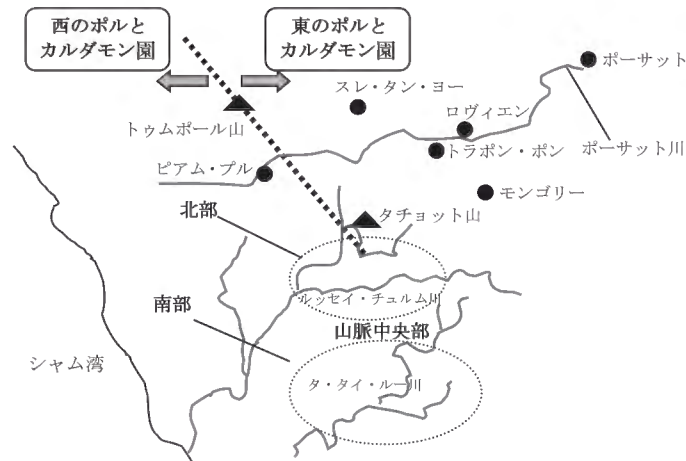 西のポルと
カルダモン園
東のポルと
カルダモン園
ポーサット
スレ・タン・ヨー
ロヴィエン
トゥムポール山
トラポン・ポン
ポーサット川
ピアム・プル
モンゴリー
北部
タチョット山
ルッセイ・チュルム川
南部
山脈中央部
シャム湾
タ・タイ・ルー川